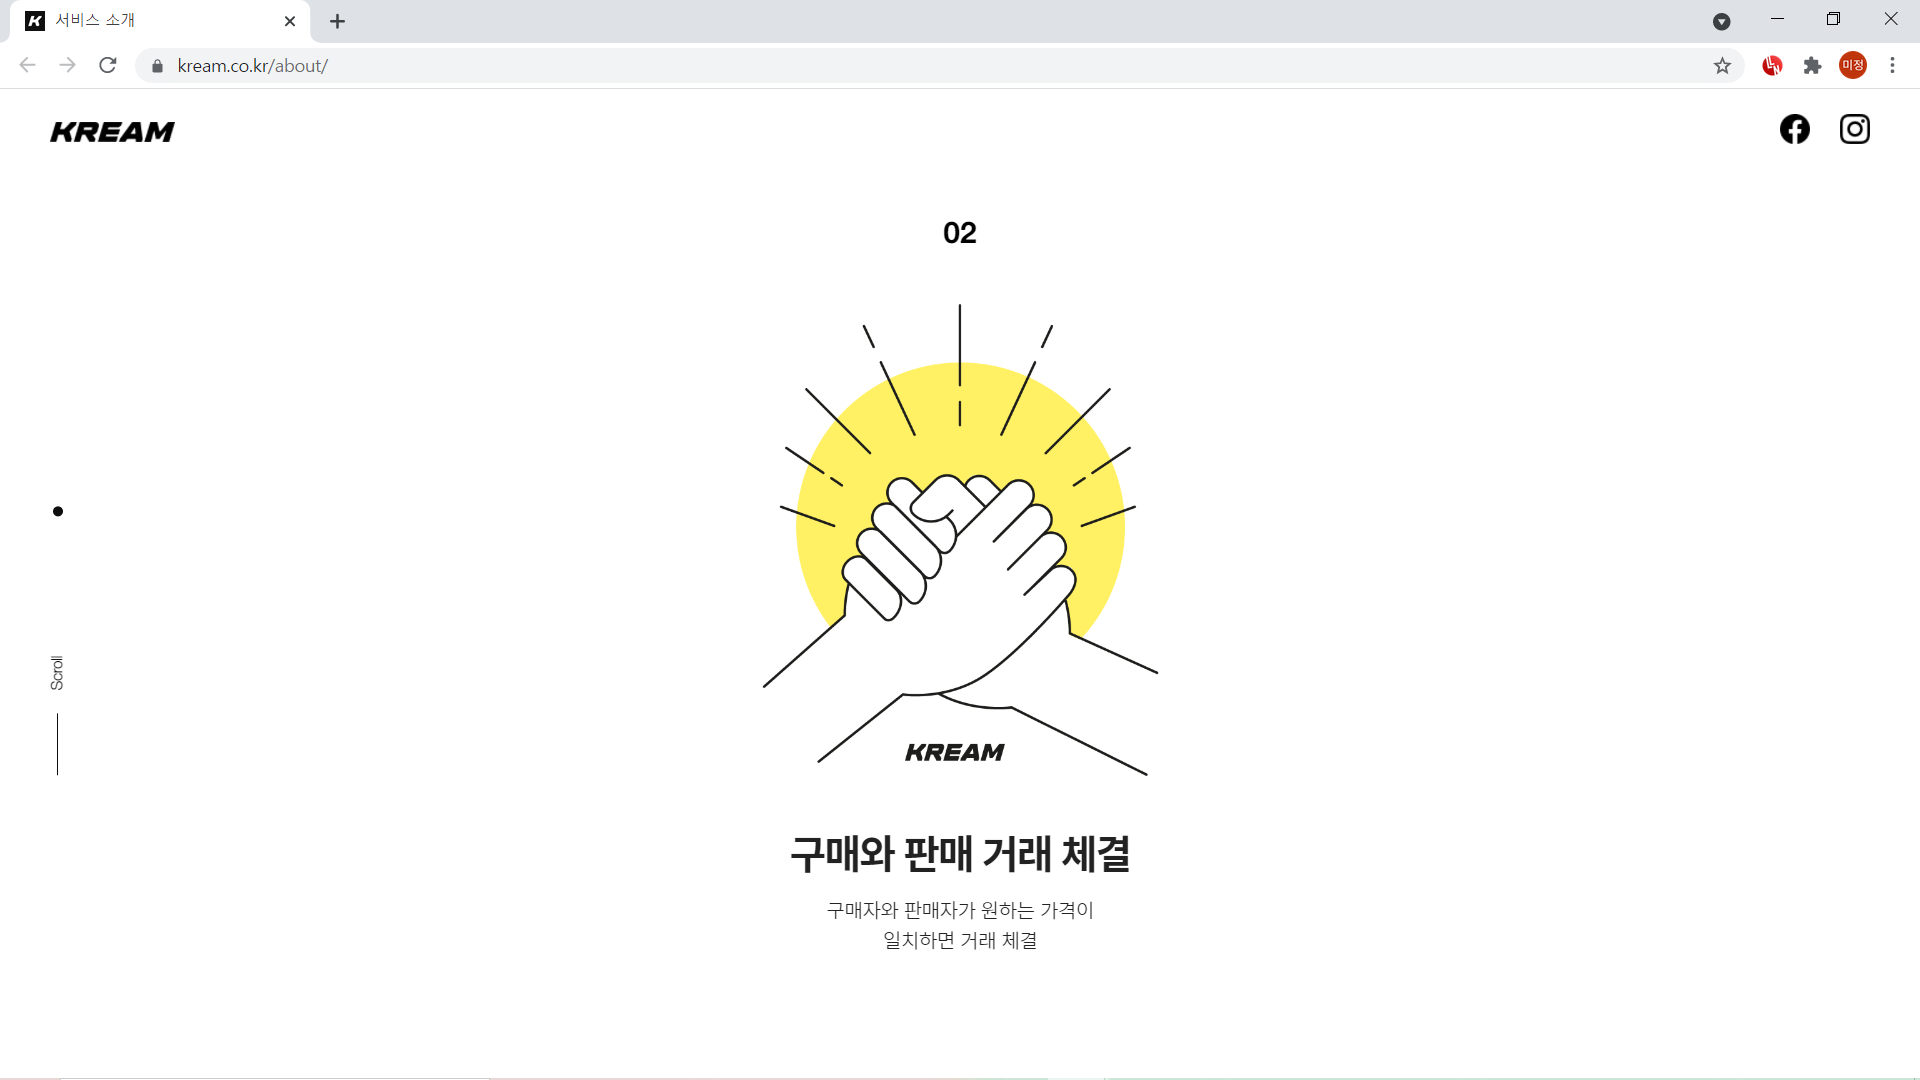 서비스 소개
kream.co.kr/about/
미정
KREAM
02
Scroll
KREAM
구매와 판매 거래 체결
구매자와 판매자가 원하는 가격이
일치하면 거래 체결